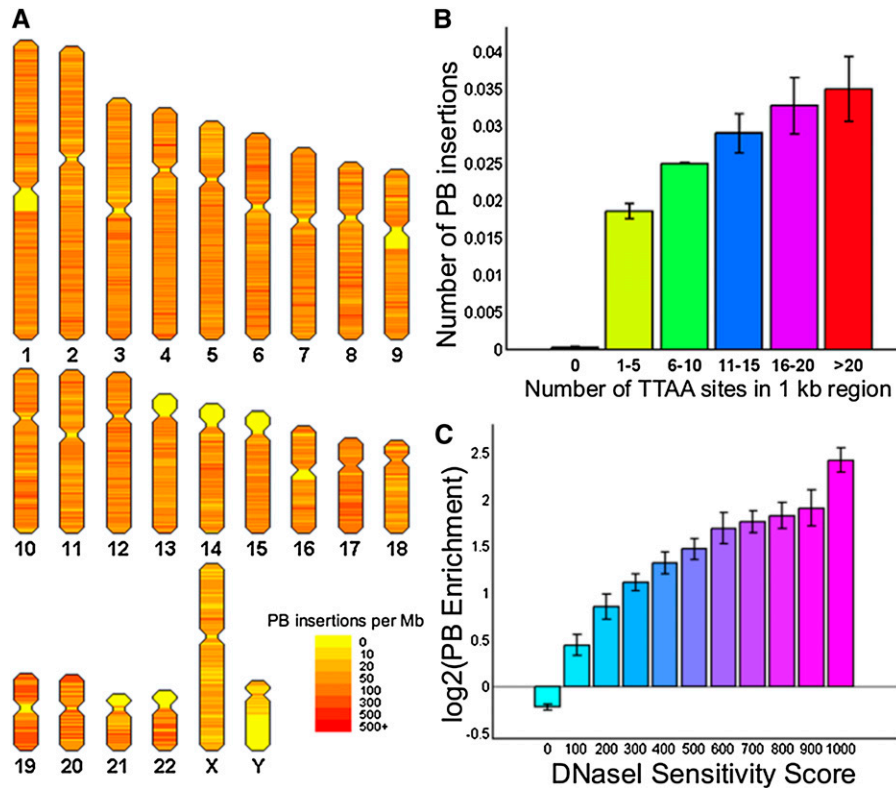 A
1 2 3 4 5 6 7 8 9
10 11 12 13 14 15 16 17 18
PB insertions per Mb
0
10
20
50
100
300
500
500+
19 20 21 22 X Y
B
Number of PB insertions
0.04
0.035
0.03
0.025
0.02
0.015
0.01
0.005
0
0 1-5 6-10 11-15 16-20 >20
Number of TTAA sites in 1 kb region
C
log2(PB Enrichment)
2.5
2
1.5
1
0.5
0
-0.5
0 100 200 300 400 500 600 700 800 900 1000
DNaseI Sensitivity Score